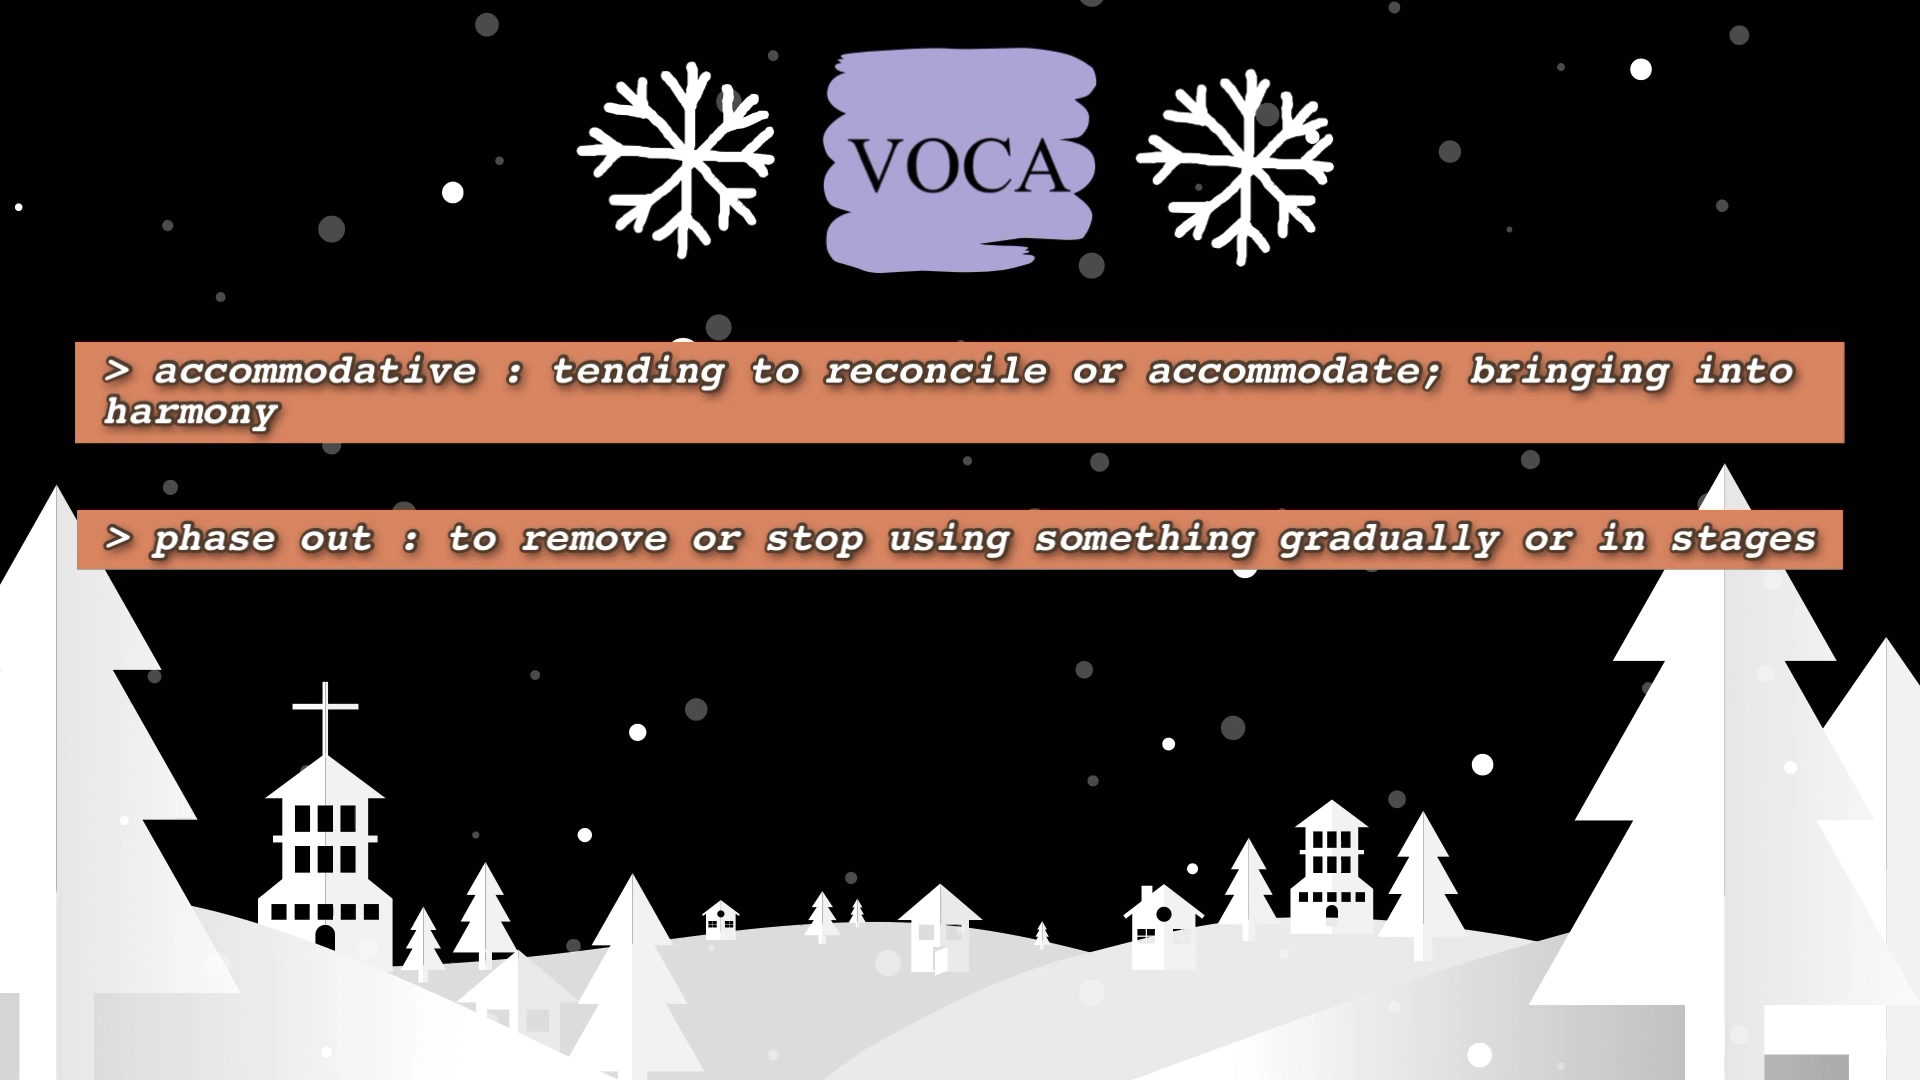 VOCA
> accommodative : tending to reconcile or accommodate; bringing into
harmony
> phase out : to remove or stop using something gradually or in stages